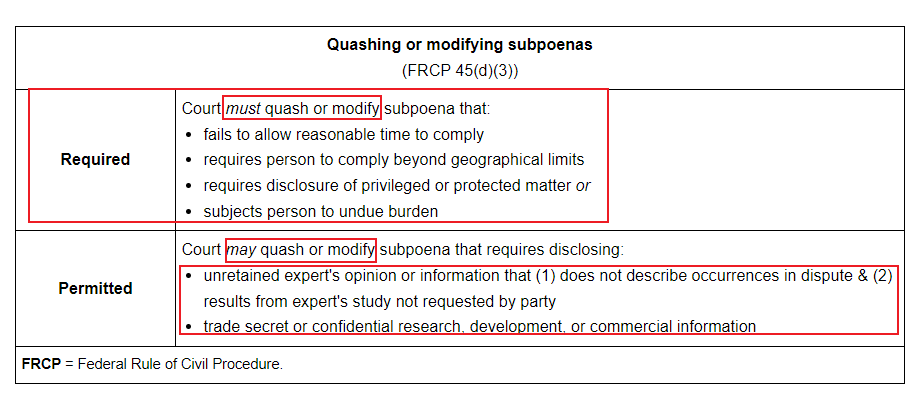 Quashing or modifying subpoenas
(FRCP 45(d)(3))
Required
Court must quash or modify subpoena that:
• fails to allow reasonable time to comply
• requires person to comply beyond geographical limits
• requires disclosure of privileged or protected matter or
• subjects person to undue burden
Permitted
Court may quash or modify subpoena that requires disclosing:
• unretained expert's opinion or information that (1) does not describe occurrences in dispute & (2)
results from expert's study not requested by party
• trade secret or confidential research, development, or commercial information
FRCP = Federal Rule of Civil Procedure.